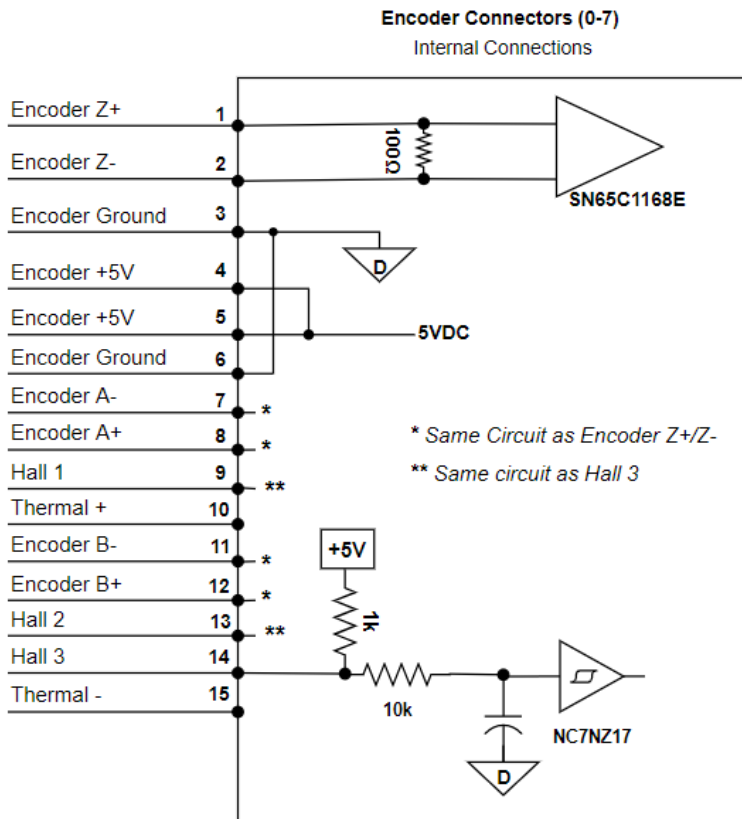 Encoder Connectors (0-7)
Internal Connections
Encoder Z+ 1
Encoder Z- 2
100Ω
SN65C1168E
Encoder Ground 3
D
Encoder +5V 4
Encoder +5V 5
5VDC
Encoder Ground 6
Encoder A- 7 *
Encoder A+ 8 *
* Same Circuit as Encoder Z+/Z-
Hall 1 9 **
** Same circuit as Hall 3
Thermal + 10
Encoder B- 11 *
+5V
Encoder B+ 12 *
Hall 2 13 **
1k
Hall 3 14
10k
Thermal - 15
NC7NZ17
D